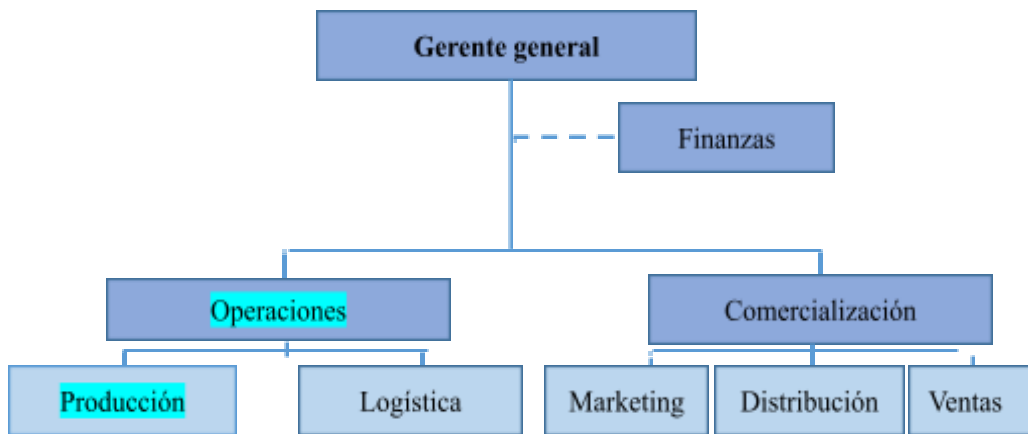 Gerente general
Finanzas
Operaciones
Comercialización
Producción
Logística
Marketing
Distribución
Ventas